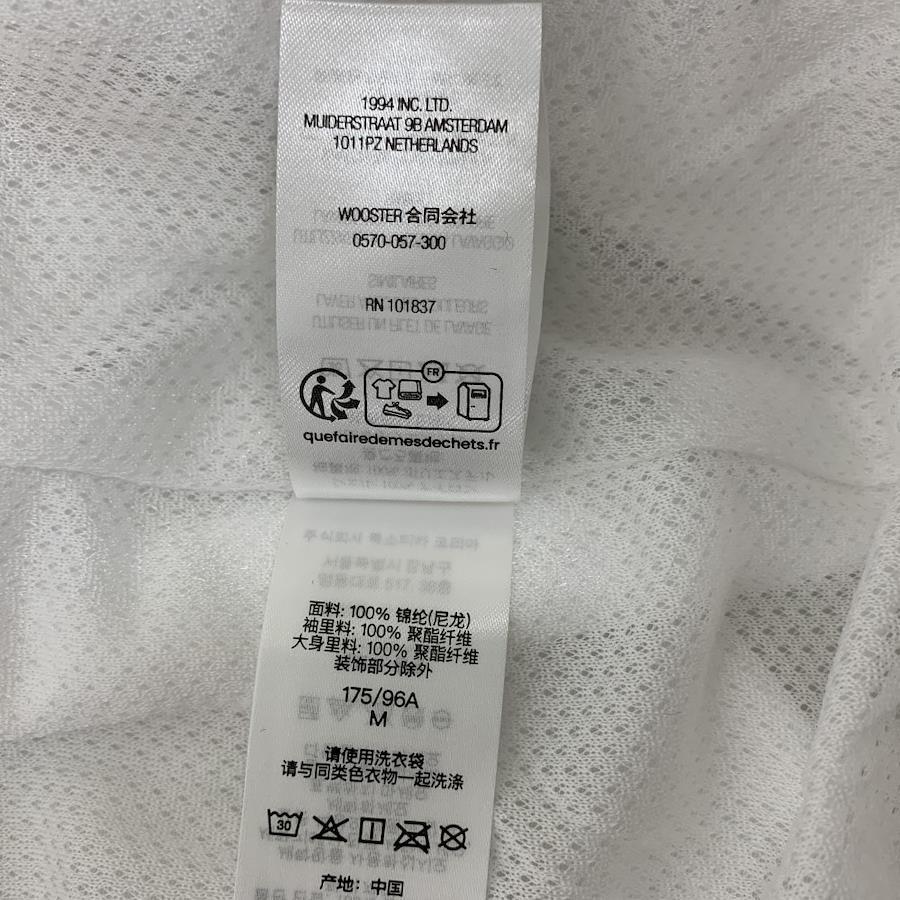 1994 INC. LTD.
MUIDERSTRAAT 9B AMSTERDAM
1011PZ NETHERLANDS
WOOSTER 合同会社
0570-057-300
RN 101837
FR
quefairedemesdechets.fr
面料: 100% 锦纶(尼龙)
袖里料: 100% 聚酯纤维
大身里料: 100% 聚酯纤维
装饰部分除外
175/96A
M
请使用洗衣袋
请与同类色衣物一起洗涤
30
产地: 中国